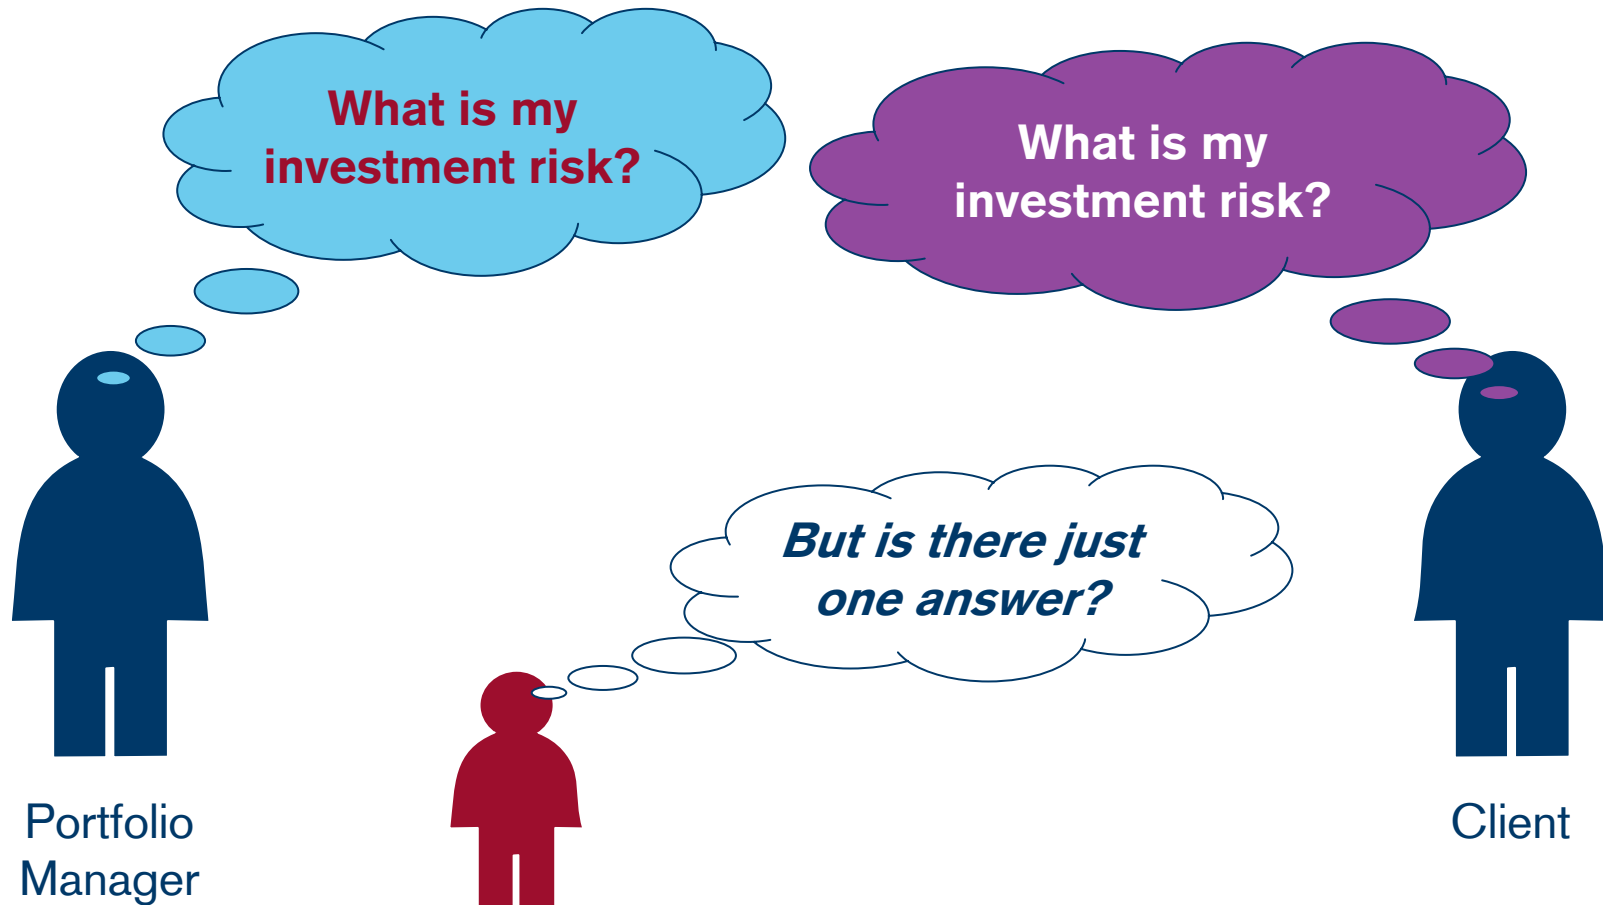 What is my
investment risk?
What is my
investment risk?
But is there just
one answer?
Portfolio
Manager
Client